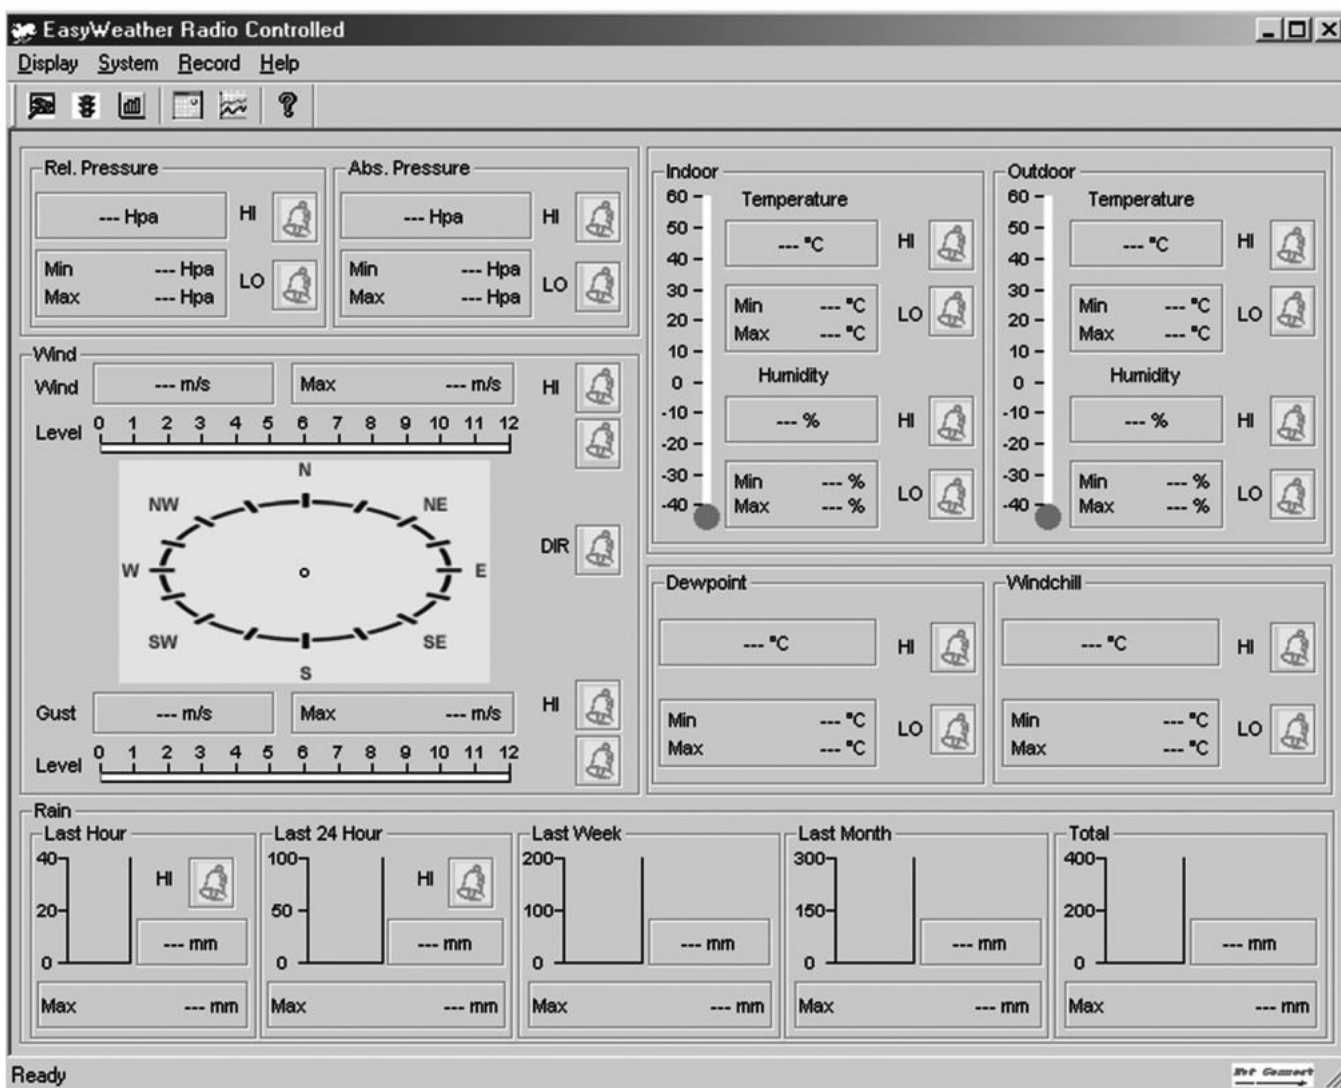 EasyWeather Radio Controlled
Display System Record Help
Rel. Pressure
--- Hpa
HI
Min --- Hpa
Max --- Hpa
LO
Abs. Pressure
--- Hpa
HI
Min --- Hpa
Max --- Hpa
LO
Wind
Wind --- m/s Max --- m/s HI
Level 0 1 2 3 4 5 6 7 8 9 10 11 12
N
NW NE
W E
SW SE
S
DIR
Gust --- m/s Max --- m/s HI
Level 0 1 2 3 4 5 6 7 8 9 10 11 12
Indoor
60
50
40
30
20
10
0
-10
-20
-30
-40
Temperature
--- °C HI
Min --- °C
Max --- °C
LO
Humidity
--- % HI
Min --- %
Max --- %
LO
Outdoor
60
50
40
30
20
10
0
-10
-20
-30
-40
Temperature
--- °C HI
Min --- °C
Max --- °C
LO
Humidity
--- % HI
Min --- %
Max --- %
LO
Dewpoint
--- °C HI
Min --- °C
Max --- °C
LO
Windchill
--- °C HI
Min --- °C
Max --- °C
LO
Rain
Last Hour
40
20
0
HI
--- mm
Max --- mm
Last 24 Hour
100
50
0
HI
--- mm
Max --- mm
Last Week
200
100
0
--- mm
Max --- mm
Last Month
300
150
0
--- mm
Max --- mm
Total
400
200
0
--- mm
Max --- mm
Ready